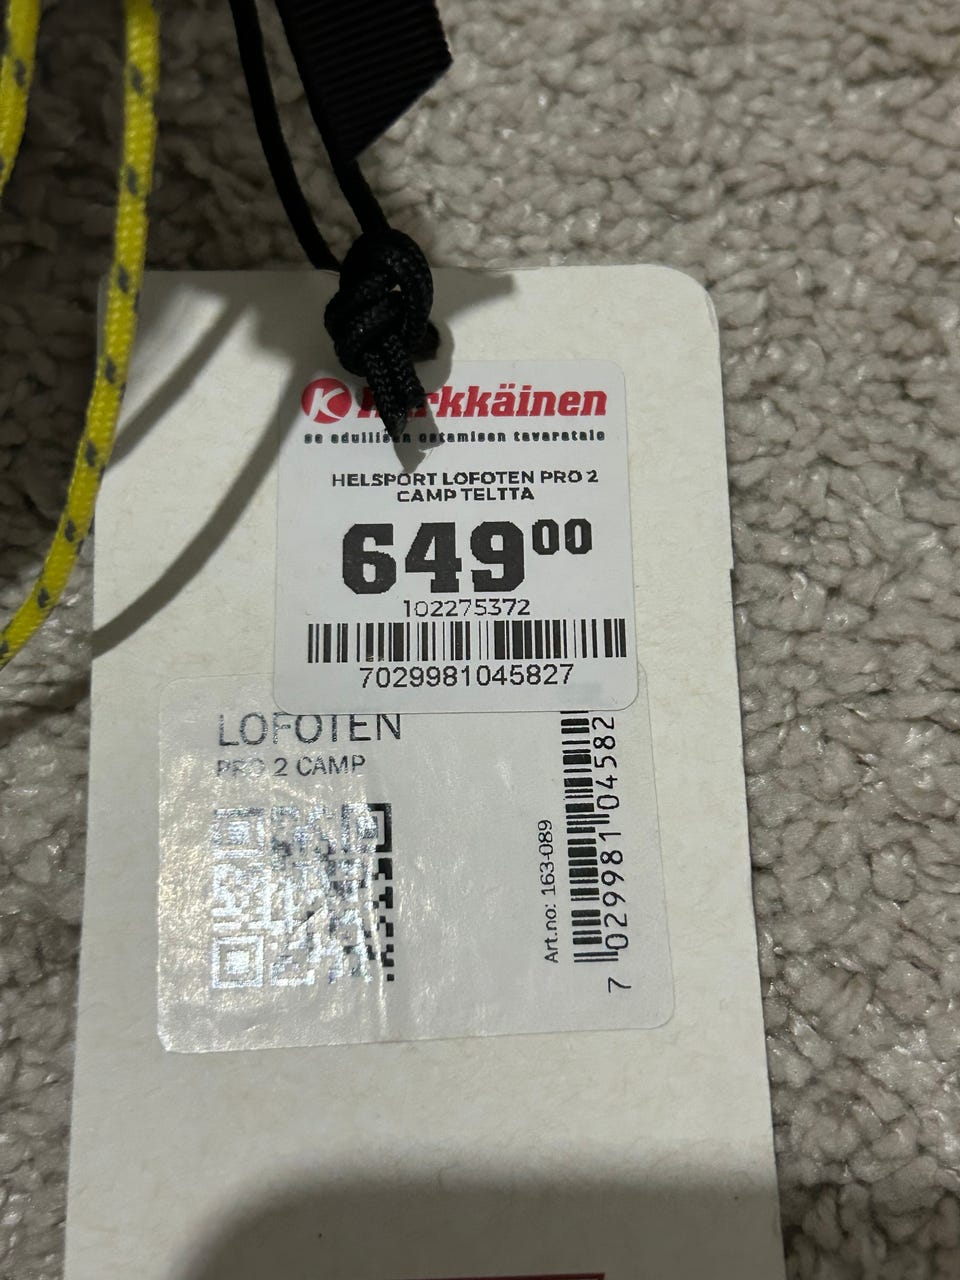 Kärkkäinen
se edullisen ostamisen tavaratalo
HELSPORT LOFOTEN PRO 2
CAMP TELTTA
64900
102275372
7029981045827
LOFOTEN
PRO 2 CAMP
Art.no: 163-089
7 029981 04582